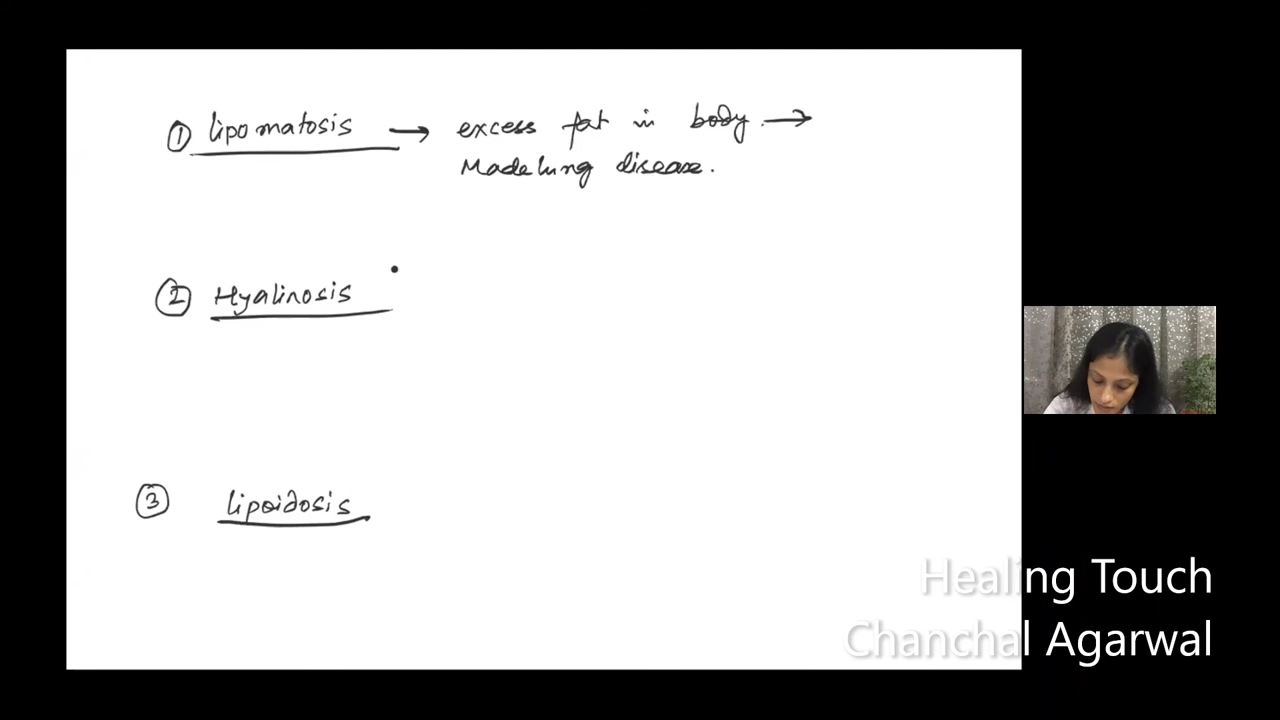 ① lipomatosis → excess fat in body. →
Madelung disease.
② Hyalinosis
③ lipoidosis
Healing Touch
Chanchal Agarwal